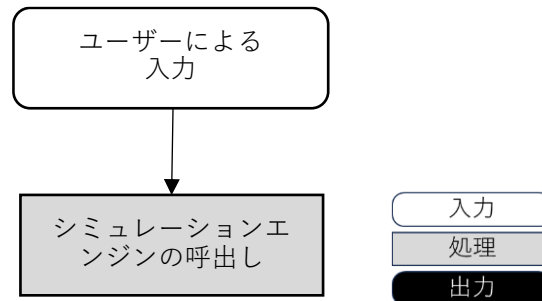 ユーザーによる
入力
シミュレーションエ
ンジンの呼出し
入力
処理
出力